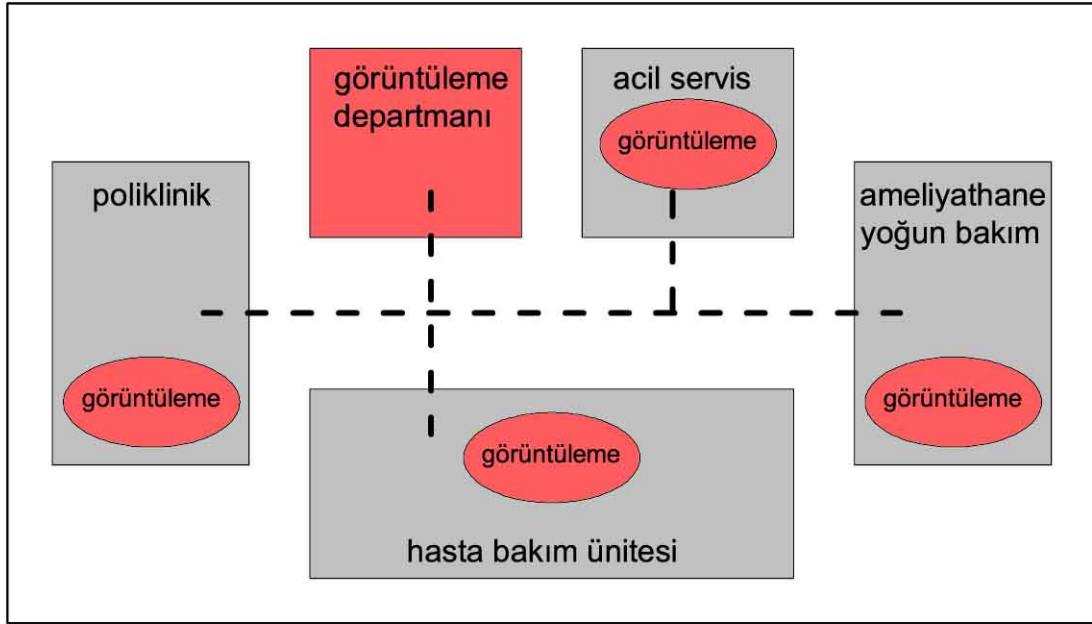 görüntüleme
departmanı
acil servis
görüntüleme
poliklinik
görüntüleme
ameliyathane
yoğun bakım
görüntüleme
görüntüleme
hasta bakım ünitesi